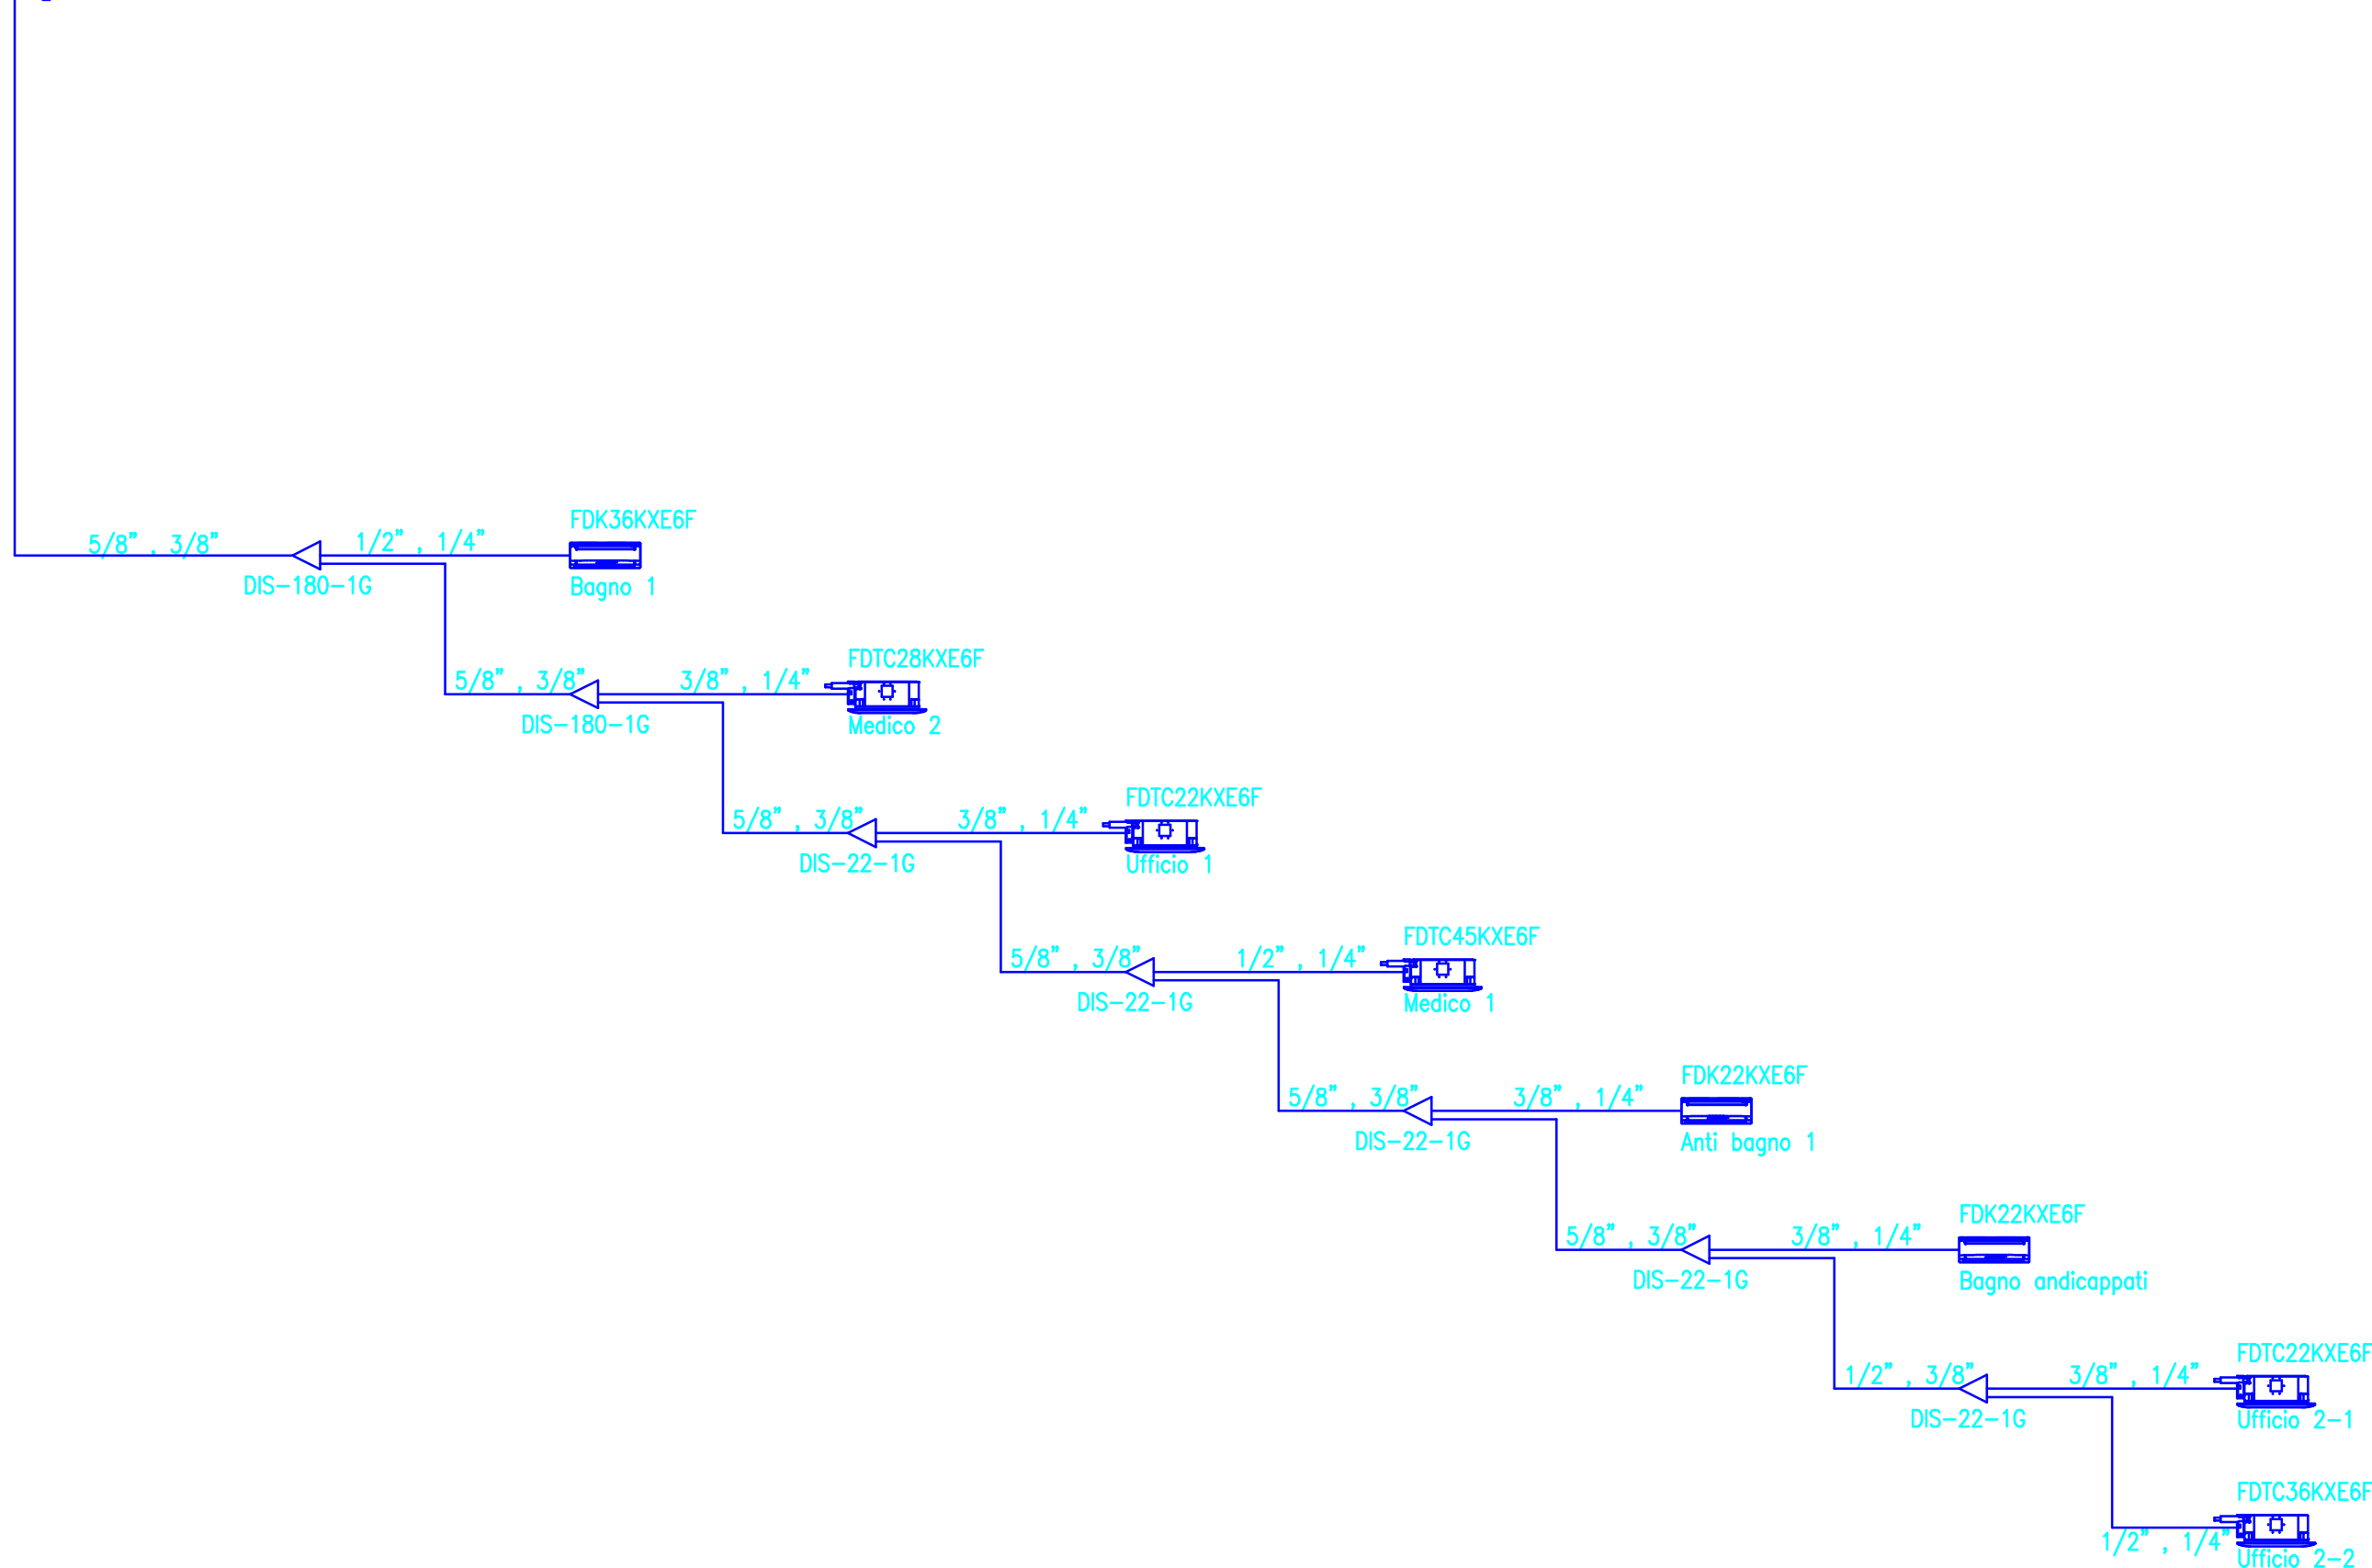 FDK36KXE6F
5/8" , 3/8"
1/2" , 1/4"
DIS-180-1G
Bagno 1
FDTC28KXE6F
5/8" , 3/8"
3/8" , 1/4"
DIS-180-1G
Medico 2
FDTC22KXE6F
5/8" , 3/8"
3/8" , 1/4"
DIS-22-1G
Ufficio 1
FDTC45KXE6F
5/8" , 3/8"
1/2" , 1/4"
DIS-22-1G
Medico 1
FDK22KXE6F
5/8" , 3/8"
3/8" , 1/4"
DIS-22-1G
Anti bagno 1
FDK22KXE6F
5/8" , 3/8"
3/8" , 1/4"
DIS-22-1G
Bagno andicappati
FDTC22KXE6F
1/2" , 3/8"
3/8" , 1/4"
DIS-22-1G
Ufficio 2-1
FDTC36KXE6F
1/2" , 1/4"
Ufficio 2-2